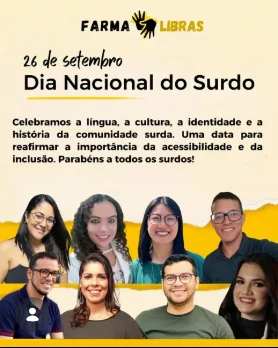 FARMA LIBRAS
26 de setembro
Dia Nacional do Surdo
Celebramos a língua, a cultura, a identidade e a
história da comunidade surda. Uma data para
reafirmar a importância da acessibilidade e da
inclusão. Parabéns a todos os surdos!